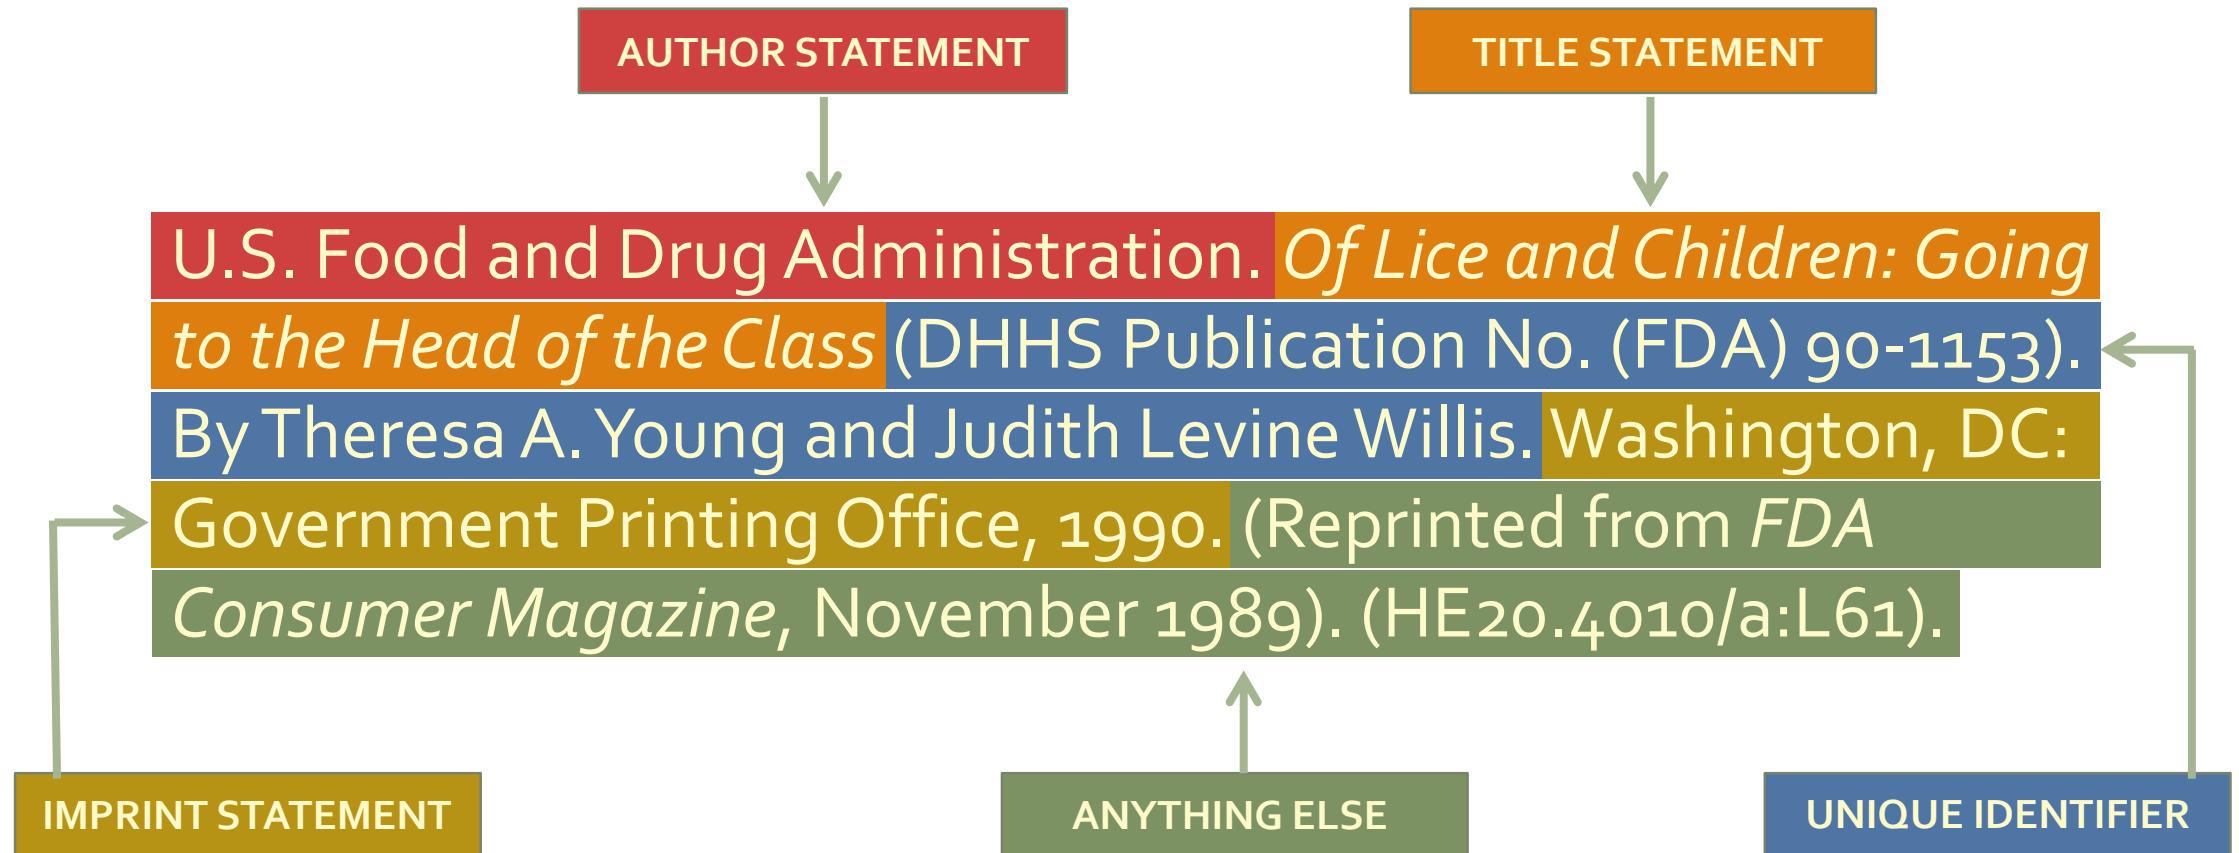 AUTHOR STATEMENT
TITLE STATEMENT
U.S. Food and Drug Administration. Of Lice and Children: Going
to the Head of the Class (DHHS Publication No. (FDA) 90-1153).
By Theresa A. Young and Judith Levine Willis. Washington, DC:
Government Printing Office, 1990. (Reprinted from FDA
Consumer Magazine, November 1989). (HE20.4010/a:L61).
IMPRINT STATEMENT
ANYTHING ELSE
UNIQUE IDENTIFIER